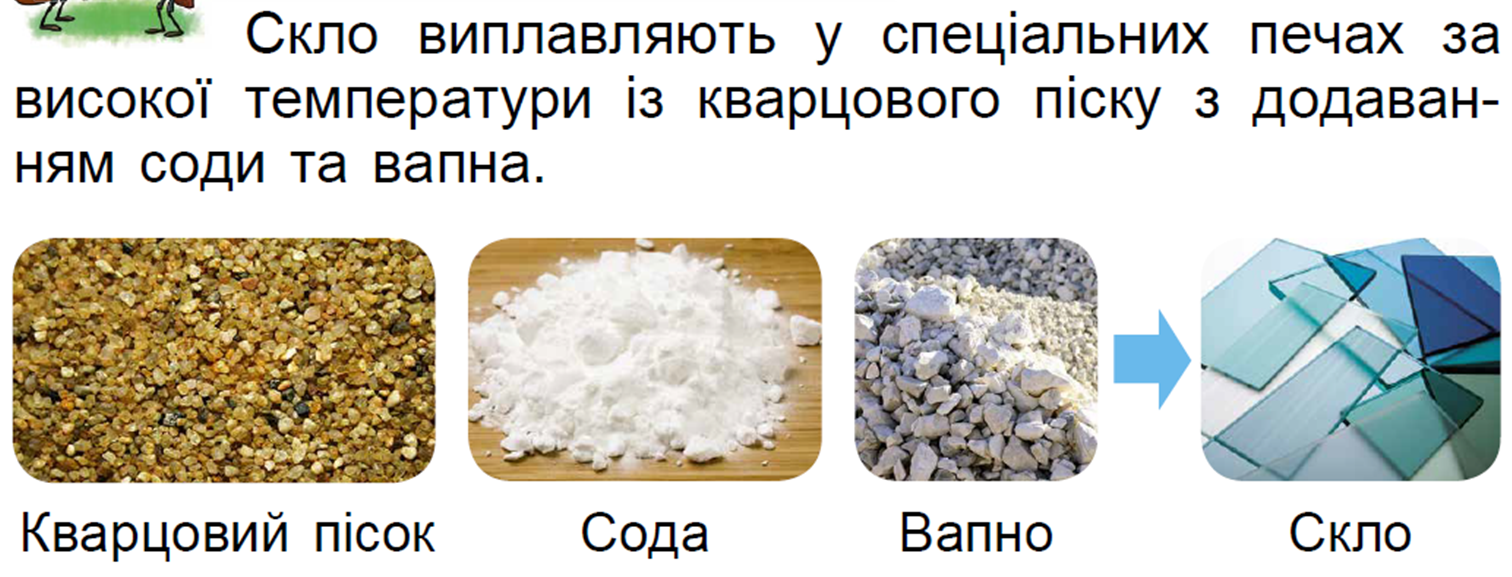 Скло виплавляють у спеціальних печах за
високої температури із кварцового піску з додаван-
ням соди та вапна.
Кварцовий пісок Сода Вапно Скло